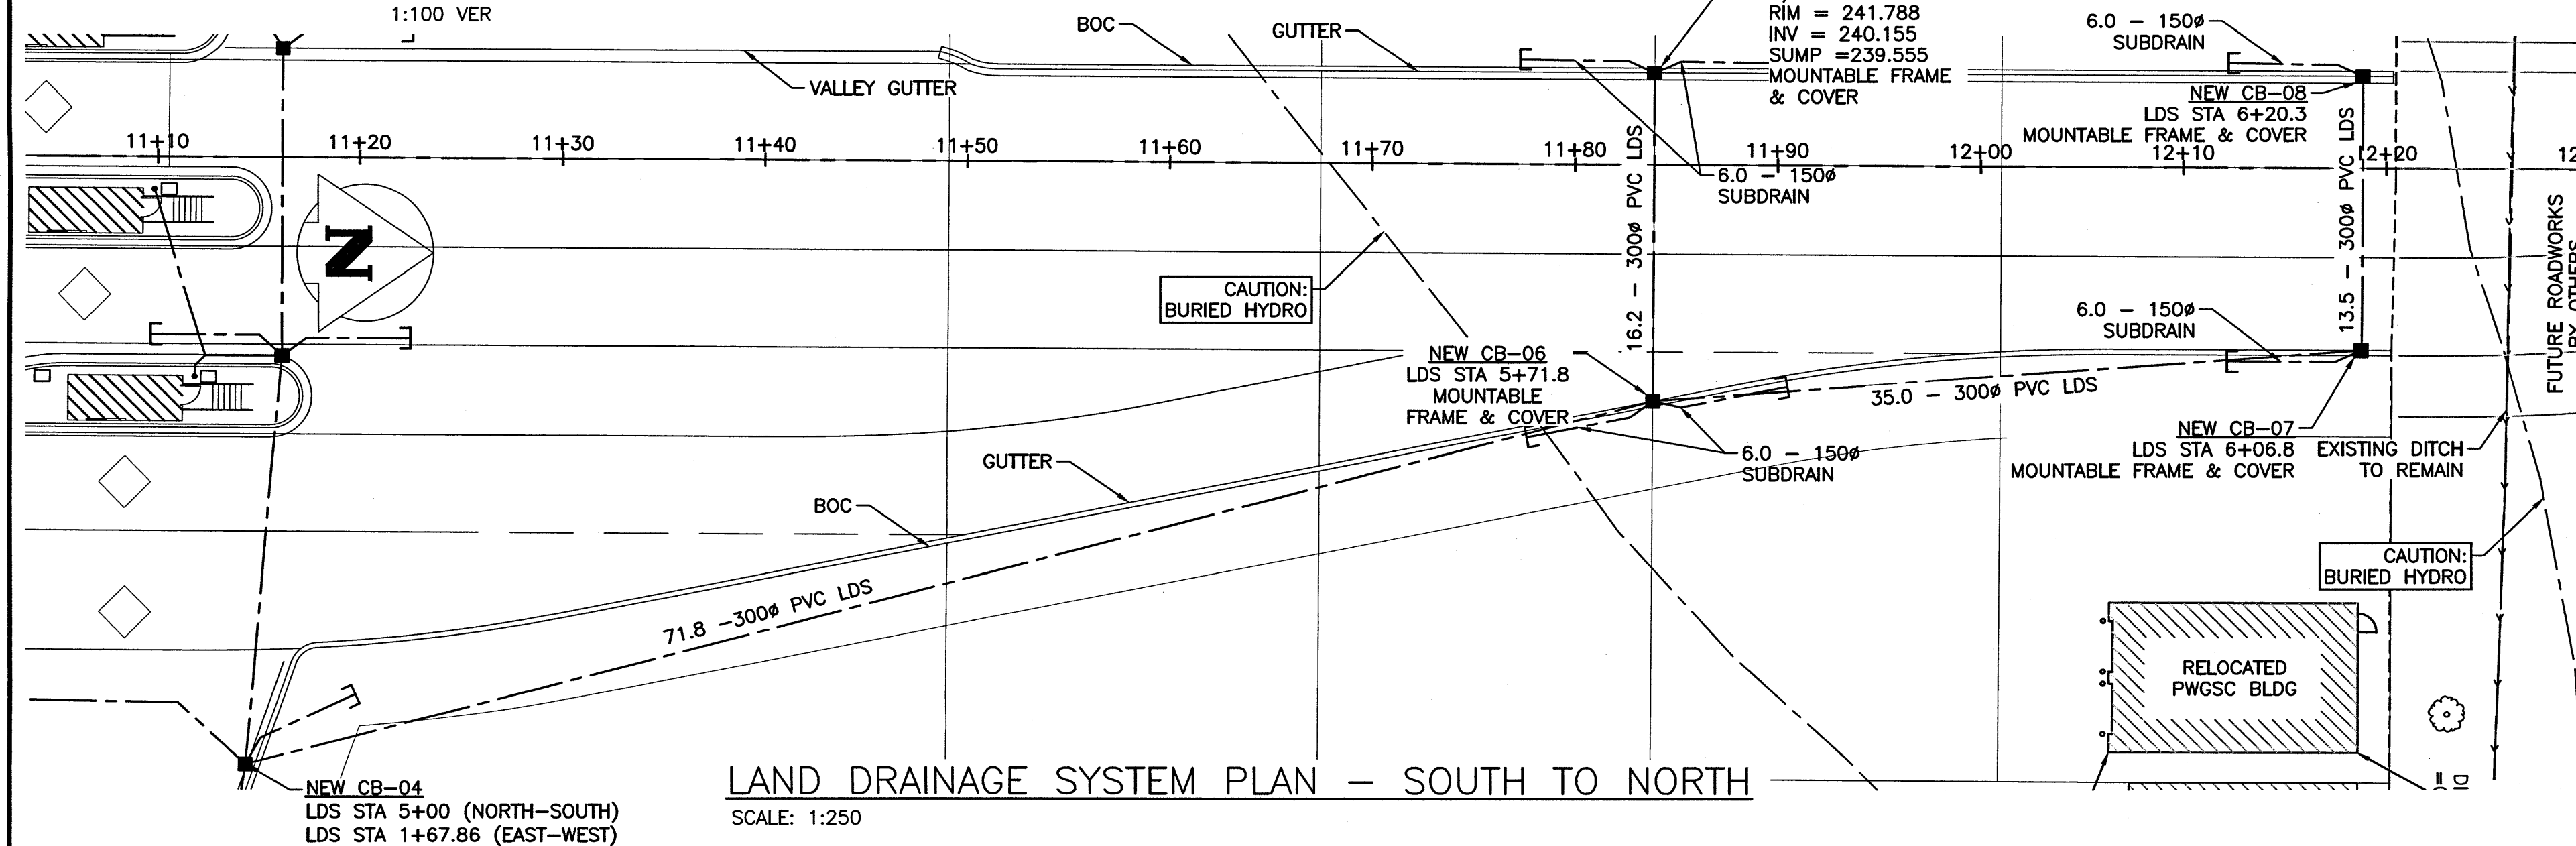 1:100 VER
BOC
GUTTER
RIM = 241.788
INV = 240.155
SUMP =239.555
MOUNTABLE FRAME
& COVER
6.0 - 150ø
SUBDRAIN
VALLEY GUTTER
NEW CB-08
LDS STA 6+20.3
MOUNTABLE FRAME & COVER
11+10
11+20
11+30
11+40
11+50
11+60
11+70
11+80
11+90
12+00
12+10
12+20
6.0 - 150ø
SUBDRAIN
16.2 - 300ø PVC LDS
13.5 - 300ø PVC LDS
FUTURE ROADWORKS
BY OTHERS
N
CAUTION:
BURIED HYDRO
6.0 - 150ø
SUBDRAIN
NEW CB-06
LDS STA 5+71.8
MOUNTABLE
FRAME & COVER
35.0 - 300ø PVC LDS
NEW CB-07
LDS STA 6+06.8
MOUNTABLE FRAME & COVER
EXISTING DITCH
TO REMAIN
6.0 - 150ø
SUBDRAIN
GUTTER
BOC
71.8 -300ø PVC LDS
CAUTION:
BURIED HYDRO
RELOCATED
PWGSC BLDG
NEW CB-04
LDS STA 5+00 (NORTH-SOUTH)
LDS STA 1+67.86 (EAST-WEST)
LAND DRAINAGE SYSTEM PLAN - SOUTH TO NORTH
SCALE: 1:250